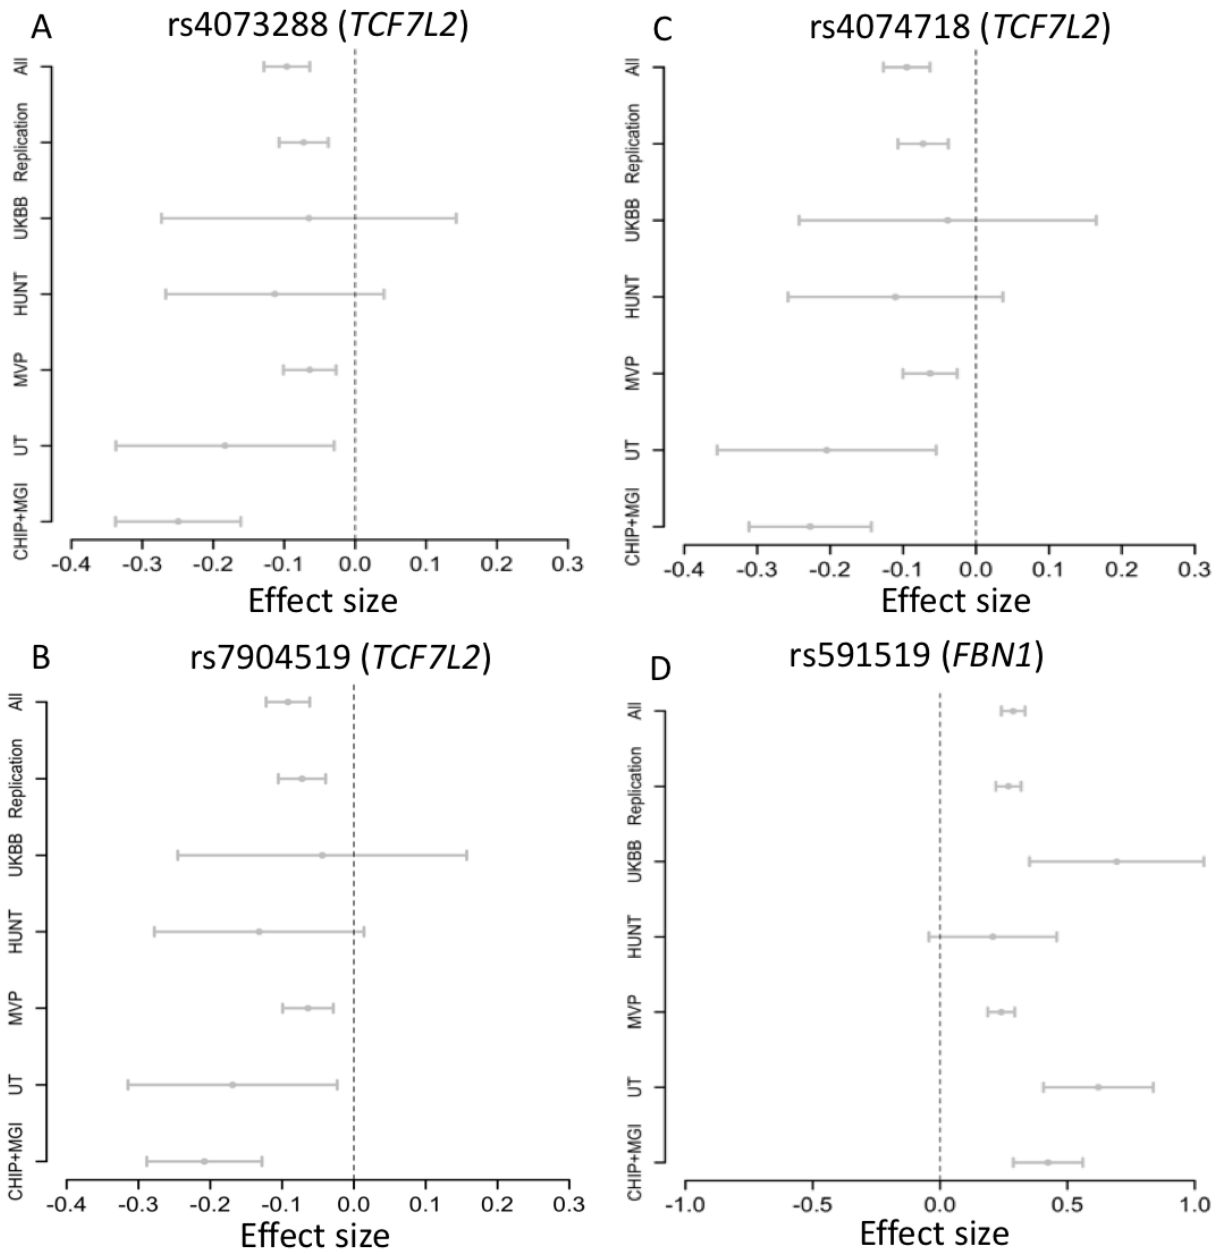 A
rs4073288 (TCF7L2)
All
Replication
UKBB
HUNT
MVP
UT
CHIP+MGI
-0.4 -0.3 -0.2 -0.1 0.0 0.1 0.2 0.3
Effect size
C
rs4074718 (TCF7L2)
All
Replication
UKBB
HUNT
MVP
UT
CHIP+MGI
-0.4 -0.3 -0.2 -0.1 0.0 0.1 0.2 0.3
Effect size
B
rs7904519 (TCF7L2)
All
Replication
UKBB
HUNT
MVP
UT
CHIP+MGI
-0.4 -0.3 -0.2 -0.1 0.0 0.1 0.2 0.3
Effect size
D
rs591519 (FBN1)
All
Replication
UKBB
HUNT
MVP
UT
CHIP+MGI
-1.0 -0.5 0.0 0.5 1.0
Effect size